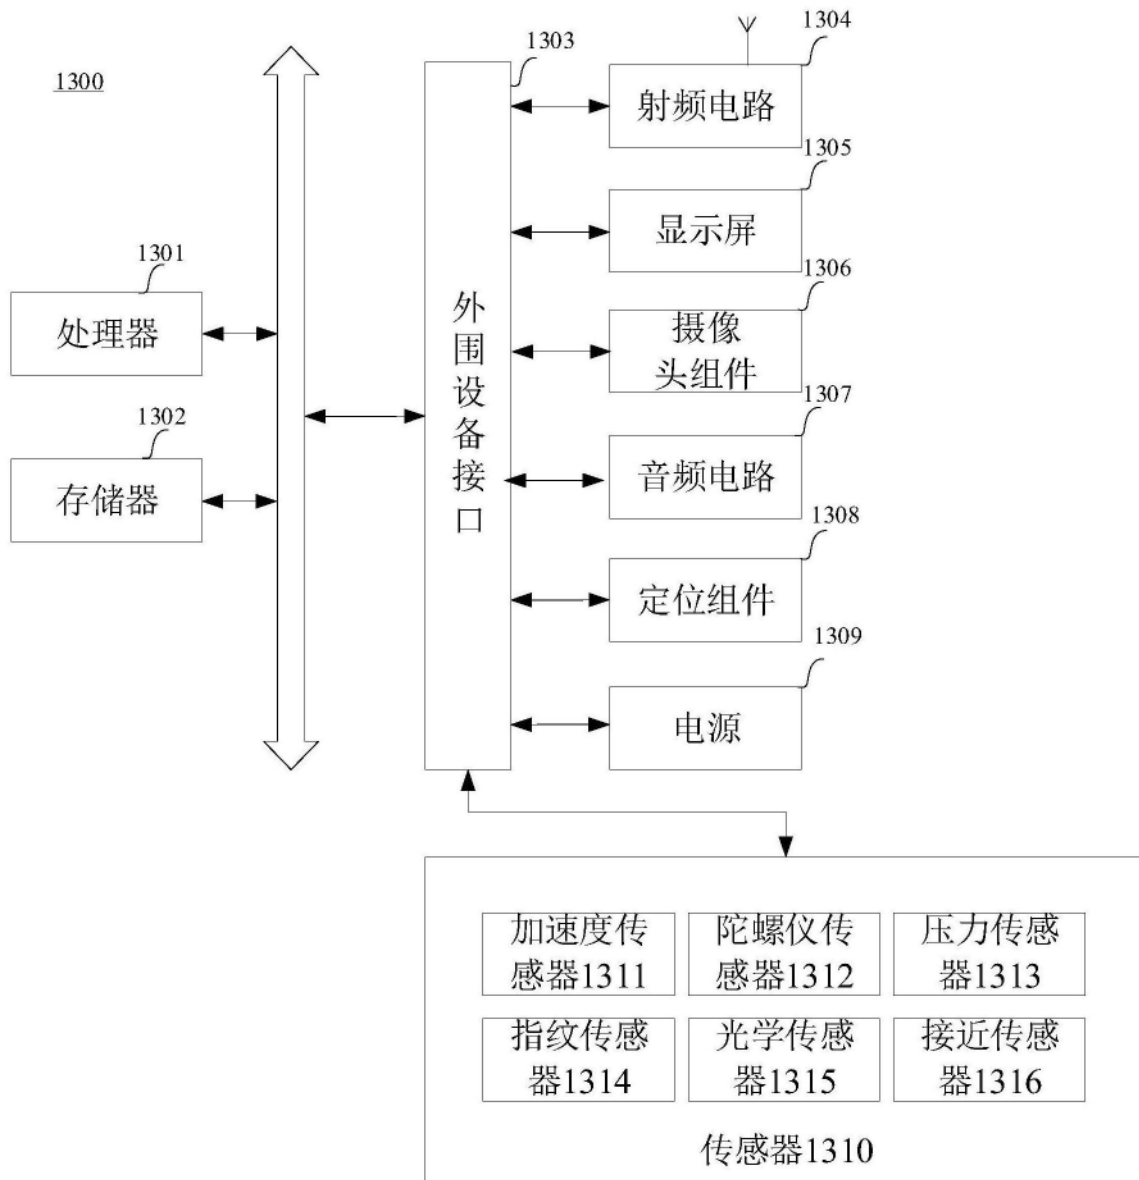 1300
1303
1304
射频电路
1305
显示屏
1301
处理器
1306
摄像
头组件
外
围
设
备
接
口
1302
存储器
1307
音频电路
1308
定位组件
1309
电源
加速度传
感器1311
陀螺仪传
感器1312
压力传感
器1313
指纹传感
器1314
光学传感
器1315
接近传感
器1316
传感器1310